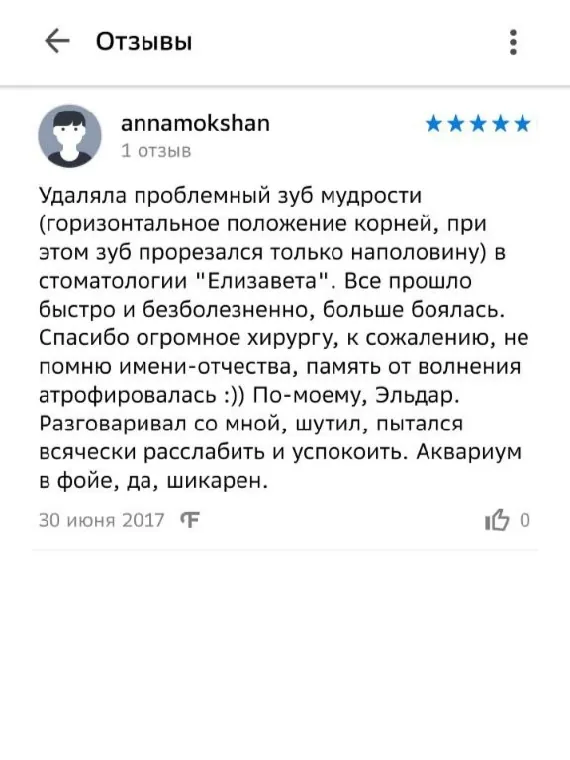 Отзывы
annamokshan
1 отзыв
Удаляла проблемный зуб мудрости
(горизонтальное положение корней, при
этом зуб прорезался только наполовину) в
стоматологии "Елизавета". Все прошло
быстро и безболезненно, больше боялась.
Спасибо огромное хирургу, к сожалению, не
помню имени-отчества, память от волнения
атрофировалась :)) По-моему, Эльдар.
Разговаривал со мной, шутил, пытался
всячески расслабить и успокоить. Аквариум
в фойе, да, шикарен.
30 июня 2017
0